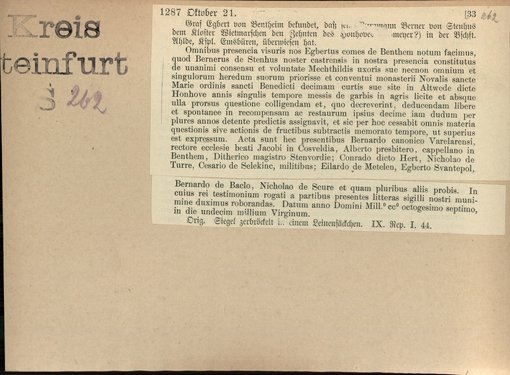 Kreis
teinfurt
S 262
1287 Oktober 21. [33 262
Graf Egbert von Bentheim bekundet, daß Burgmann Berner von Stenhus
dem Kloster Wietmarschen den Zehnten des Honhove meyer?) in der Bschft.
Ahlde, Kspl. Emsbüren, überwiesen hat.
Omnibus presencia visuris nos Egbertus comes de Benthem notum facimus,
quod Bernerus de Stenhus noster castrensis in nostra presencia constitutus
de unanimi consensu et voluntate Mechthildis uxoris sue necnon omnium et
singulorum heredum suorum priorisse et conventui monasterii Novalis sancte
Marie ordinis sancti Benedicti decimam curtis sue site in Altwede dicte
Honhove annis singulis tempore messis de garbis in agris licite et absque
ulla prorsus questione colligendam et, quo decreverint, deducendam libere
et spontanee in recompensam ac restaurum ipsius decime iam dudum per
plures annos detente predictis assignavit, et sic per hoc cessabit omnis materia
questionis sive actionis de fructibus subtractis memorato tempore, ut superius
est expressum. Acta sunt hec presentibus Bernardo canonico Varelarensi,
rectore ecclesie beati Jacobi in Cosveldia, Alberto presbitero, cappellano in
Benthem, Ditherico magistro Stenvordie; Conrado dicto Hert, Nicholao de
Turre, Cesario de Selekinc, militibus; Eilardo de Metelen, Egberto Svantepol,
Bernardo de Baclo, Nicholao de Scure et quam pluribus aliis probis. In
cuius rei testimonium rogati a partibus presentes litteras sigilli nostri muni-
mine duximus roborandas. Datum anno Domini Mill.º ccº octogesimo septimo,
in die undecim millium Virginum.
Orig. Siegel zerbröckelt in einem Leinensäckchen. IX. Rep. I. 44.